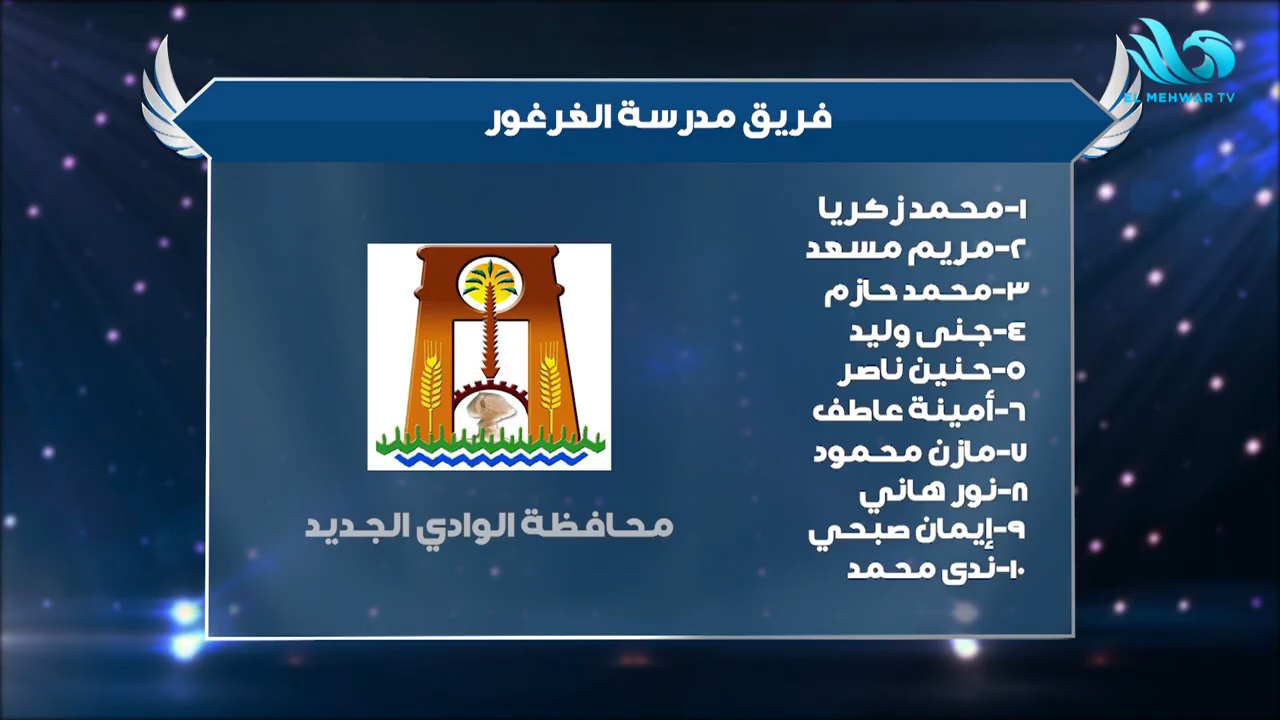 EL MEHWAR TV
فريق مدرسة الغرغور
١-محمد زكريا
٢-مريم مسعد
٣-محمد حازم
٤-جنى وليد
٥-حنين ناصر
٦-أمينة عاطف
٧-مازن محمود
٨-نور هاني
٩-إيمان صبحي
١٠-ندى محمد
محافظة الوادي الجديد